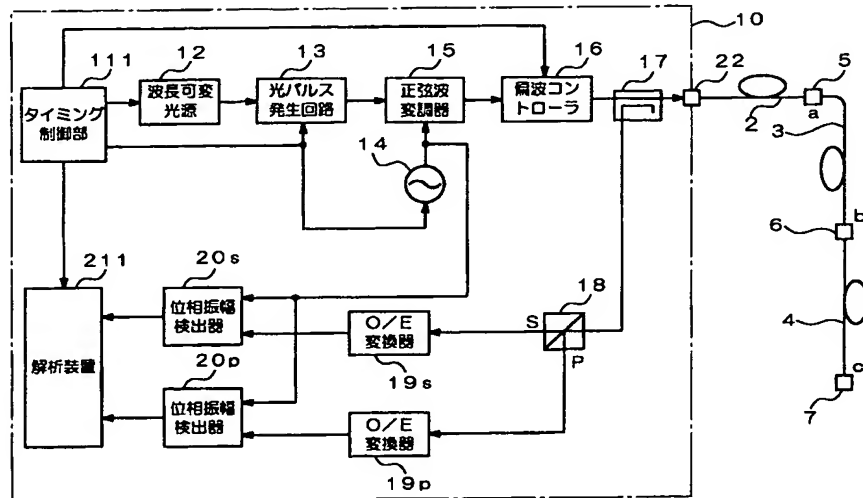 10
111
12
13
15
16
17
22
5
タイミング
制御部
波長可変
光源
光パルス
発生回路
正弦波
変調器
偏波コント
ローラ
2
a
3
14
b
6
211
20s
18
解析装置
位相振幅
検出器
O/E
変換器
S
P
19s
4
20p
位相振幅
検出器
O/E
変換器
19p
c
7